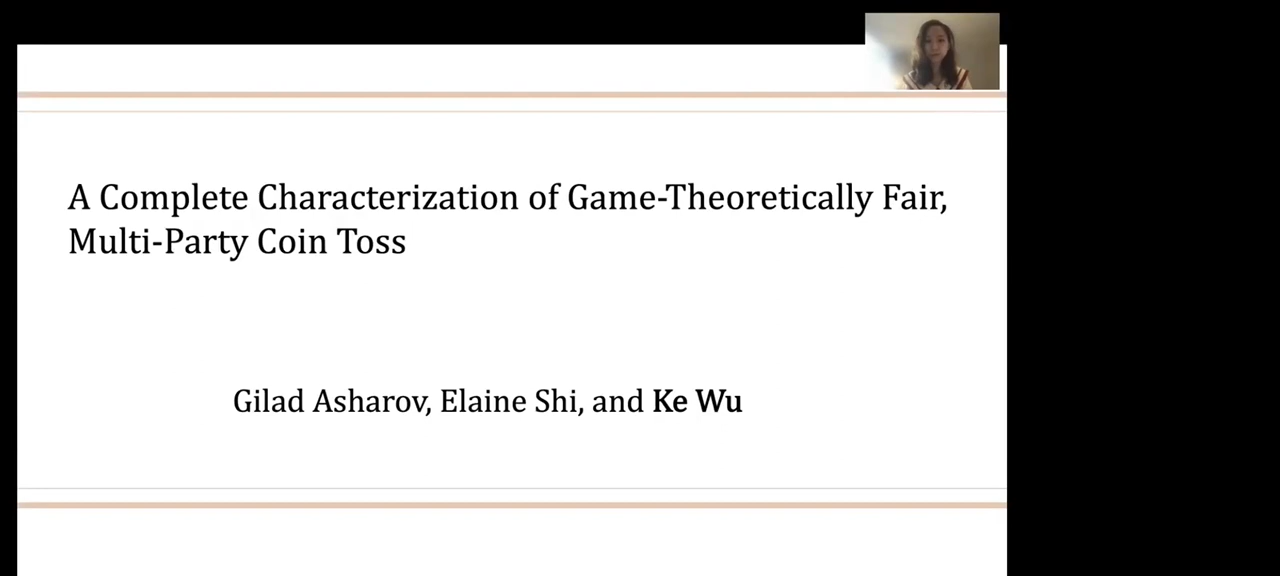 A Complete Characterization of Game-Theoretically Fair,
Multi-Party Coin Toss
Gilad Asharov, Elaine Shi, and Ke Wu